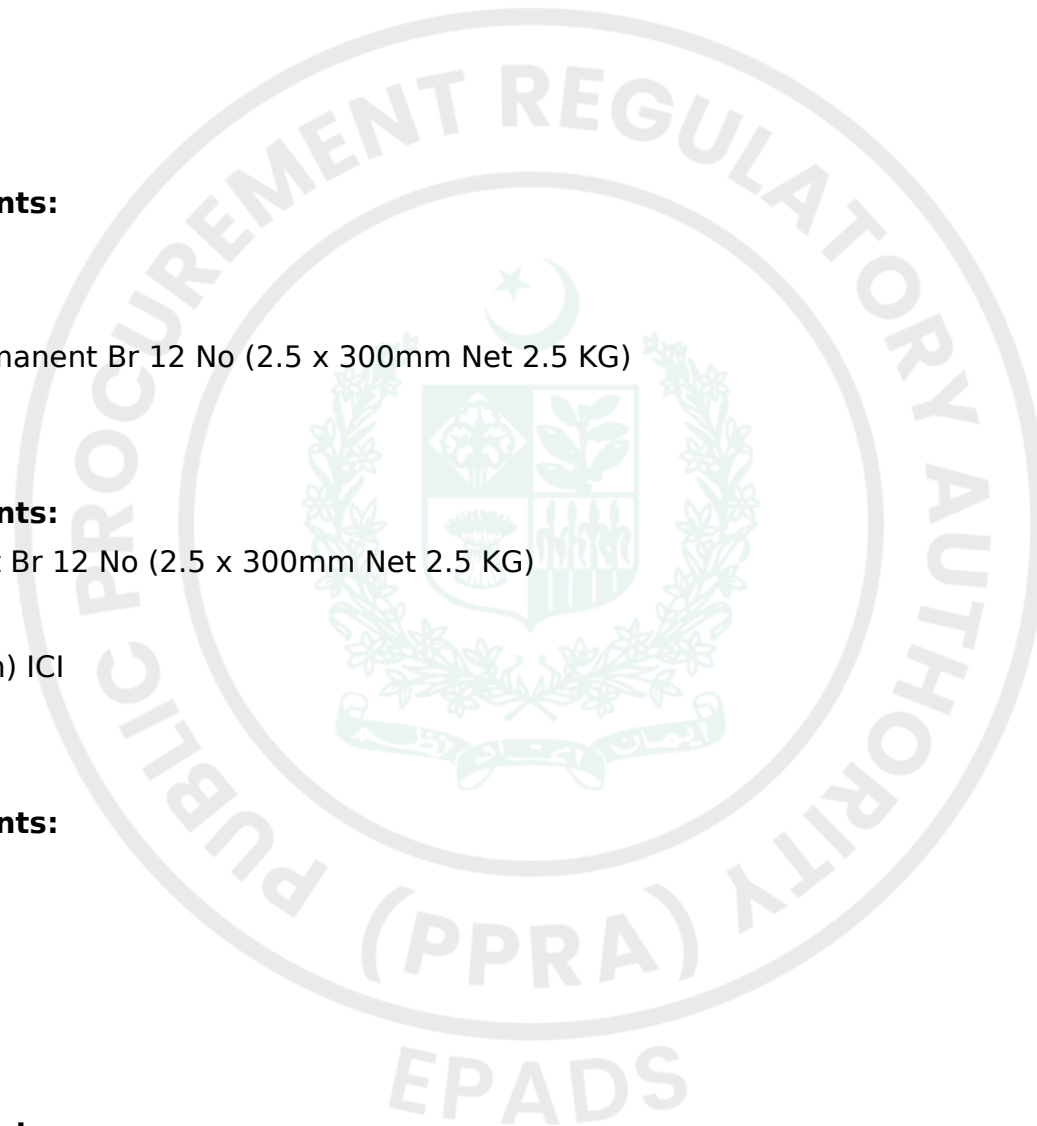 nts:
manent Br 12 No (2.5 x 300mm Net 2.5 KG)
nts:
t Br 12 No (2.5 x 300mm Net 2.5 KG)
n) ICI
nts:
PUBLIC PROCUREMENT REGULATORY AUTHORITY
(PPRA)
EPADS